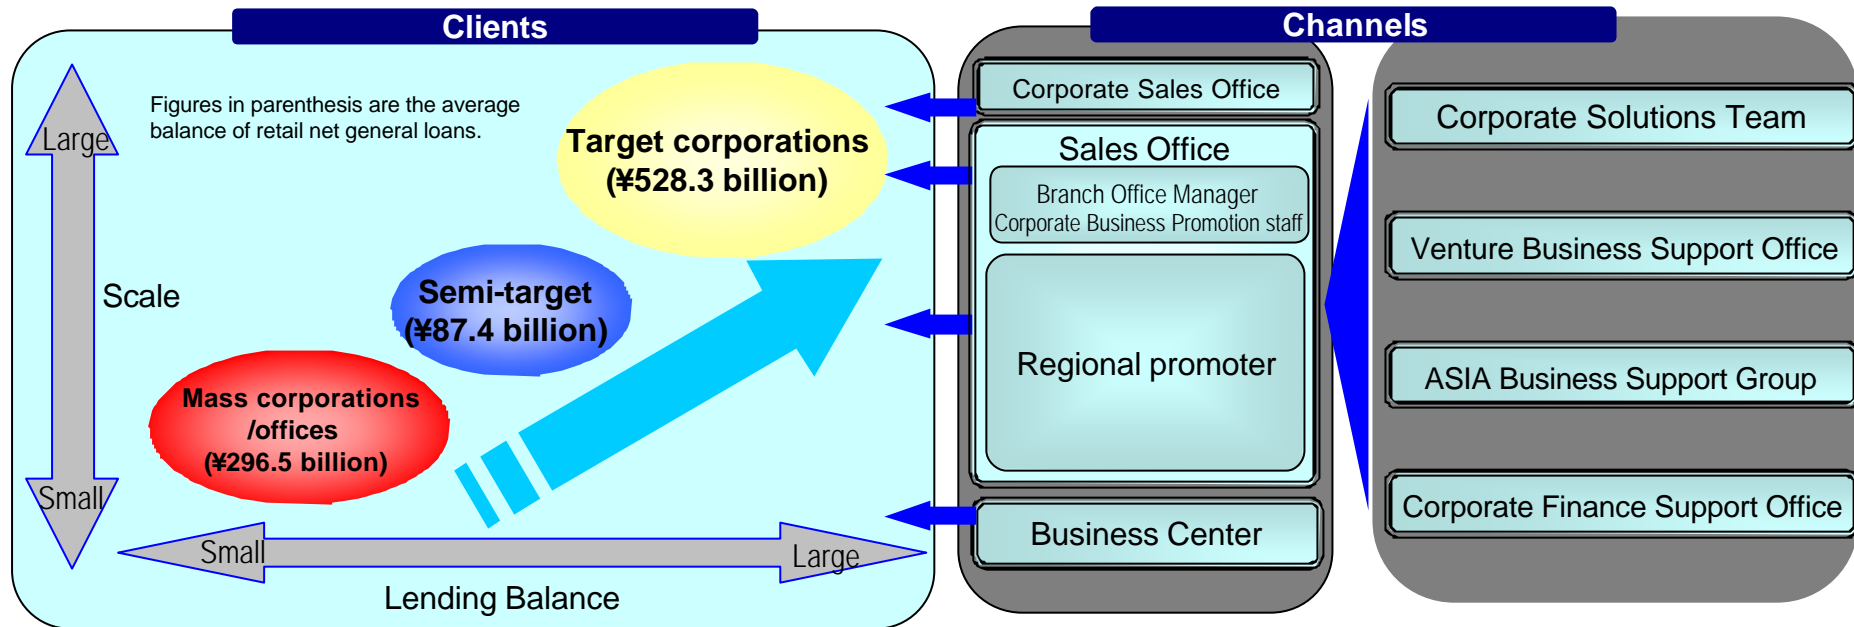 Clients
Channels
Figures in parenthesis are the average
balance of retail net general loans.
Large
Scale
Small
Small
Large
Lending Balance
Target corporations
(¥528.3 billion)
Semi-target
(¥87.4 billion)
Mass corporations
/offices
(¥296.5 billion)
Corporate Sales Office
Sales Office
Branch Office Manager
Corporate Business Promotion staff
Regional promoter
Business Center
Corporate Solutions Team
Venture Business Support Office
ASIA Business Support Group
Corporate Finance Support Office